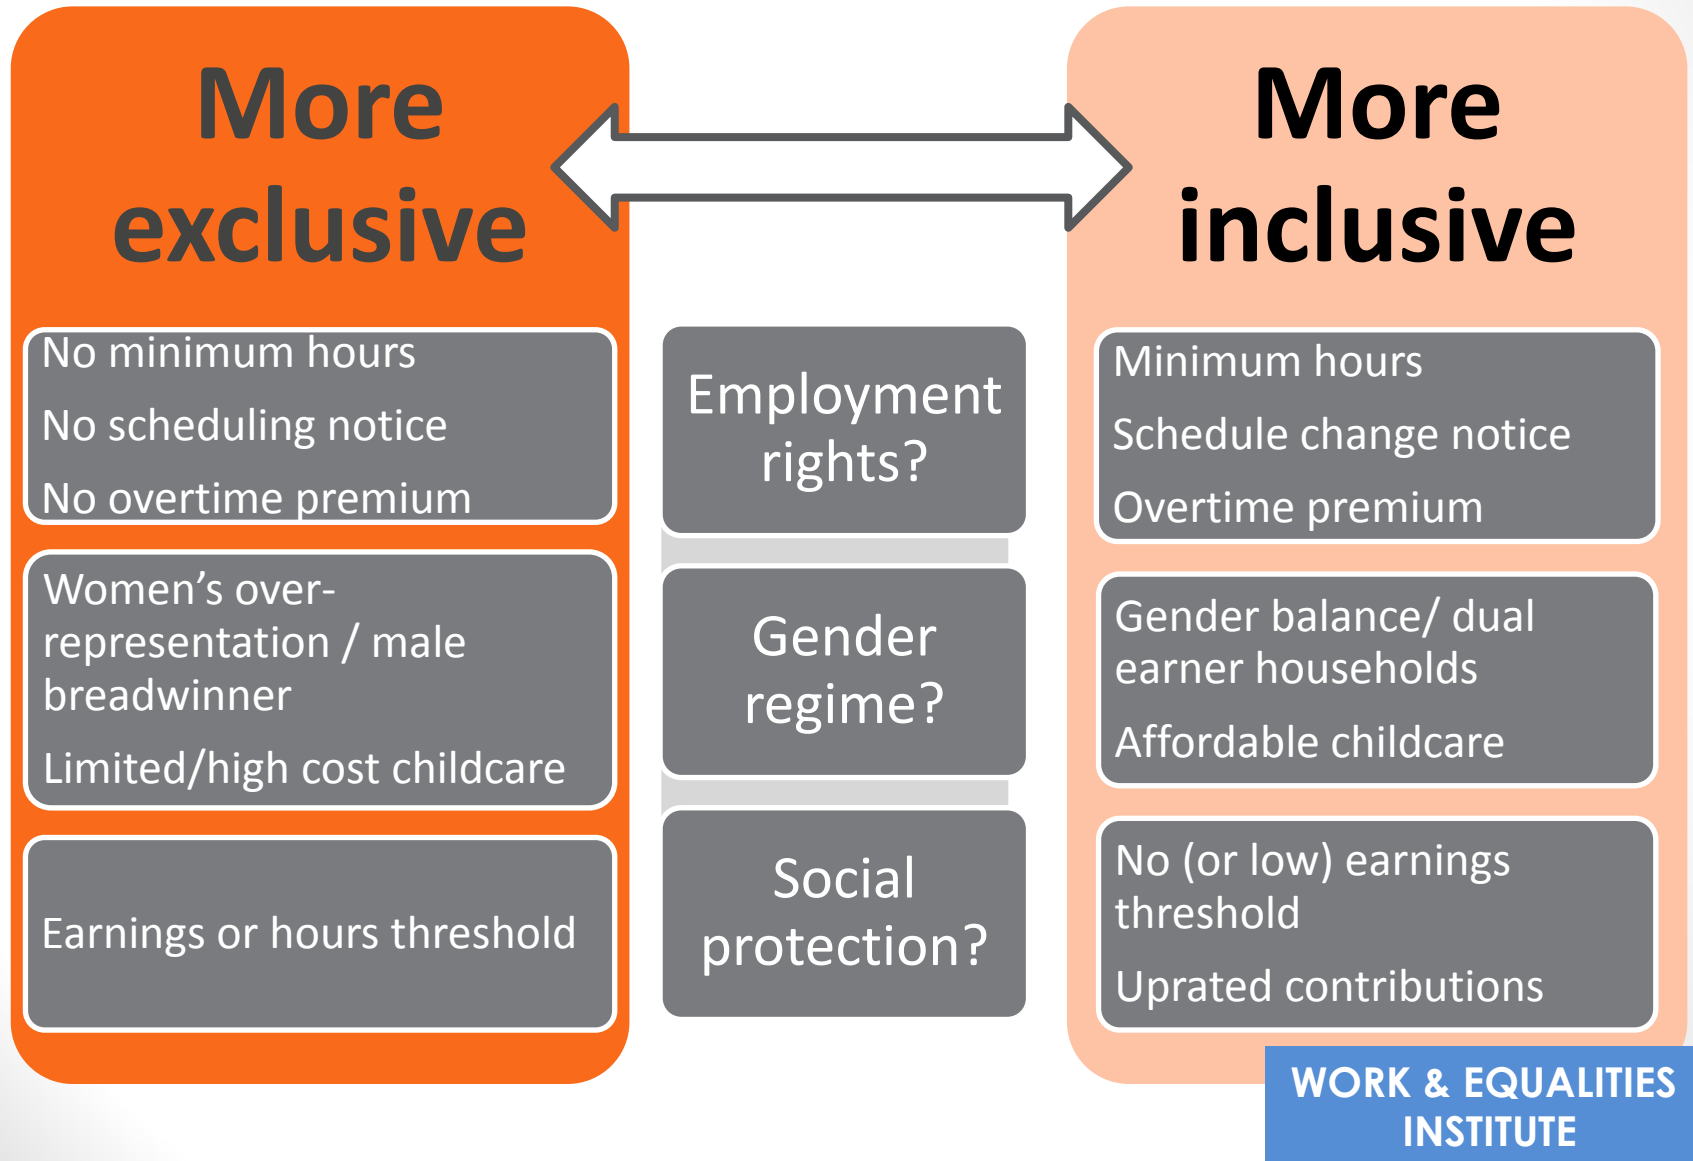 More
exclusive
No minimum hours
No scheduling notice
No overtime premium
Women’s over-
representation / male
breadwinner
Limited/high cost childcare
Earnings or hours threshold
Employment
rights?
Gender
regime?
Social
protection?
More
inclusive
Minimum hours
Schedule change notice
Overtime premium
Gender balance/ dual
earner households
Affordable childcare
No (or low) earnings
threshold
Uprated contributions
WORK & EQUALITIES
INSTITUTE